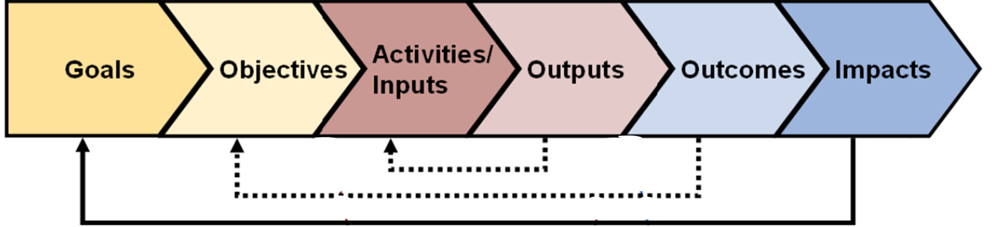 Goals
Objectives
Activities/
Inputs
Outputs
Outcomes
Impacts